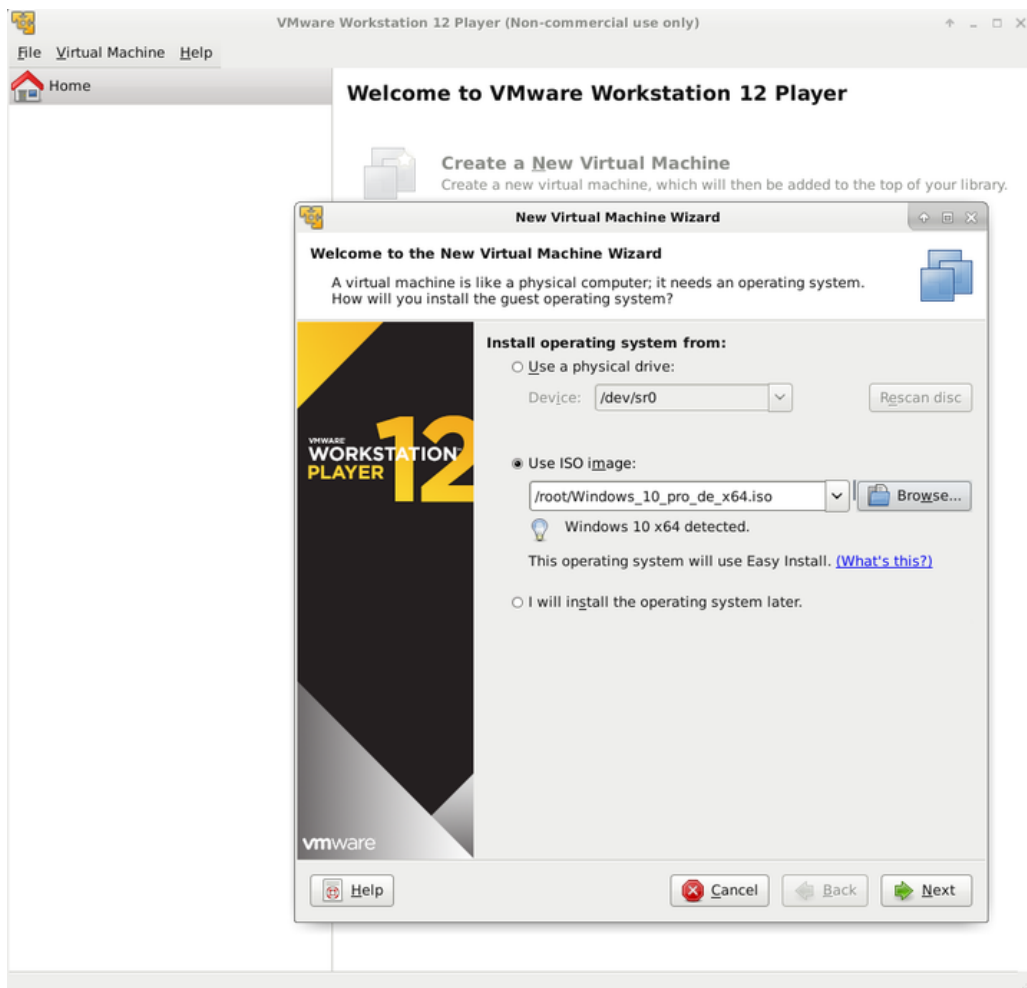 VMware Workstation 12 Player (Non-commercial use only)
File Virtual Machine Help
Home
Welcome to VMware Workstation 12 Player
Create a New Virtual Machine
Create a new virtual machine, which will then be added to the top of your library.
New Virtual Machine Wizard
Welcome to the New Virtual Machine Wizard
A virtual machine is like a physical computer; it needs an operating system.
How will you install the guest operating system?
Install operating system from:
Use a physical drive:
Device: /dev/sr0 Rescan disc
VMWARE
WORKSTATION
PLAYER 12
Use ISO image:
/root/Windows_10_pro_de_x64.iso Browse...
Windows 10 x64 detected.
This operating system will use Easy Install. (What's this?)
I will install the operating system later.
vmware
Help Cancel Back Next